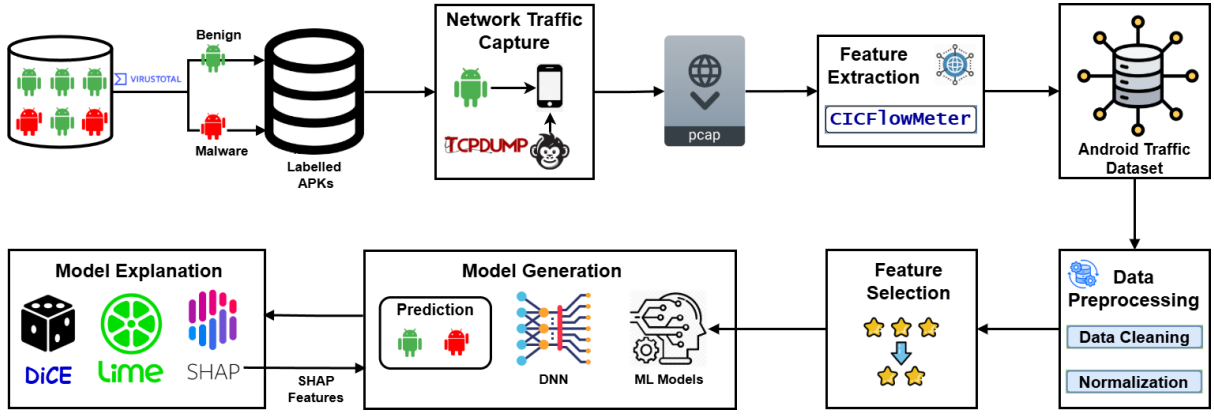 Benign
VIRUSTOTAL
Malware
Labelled
APKs
Network Traffic
Capture
TCPDUMP
pcap
Feature
Extraction
CICFlowMeter
Android Traffic
Dataset
Model Explanation
DiCE
Lime
SHAP
SHAP
Features
Model Generation
Prediction
DNN
ML Models
Feature
Selection
Data
Preprocessing
Data Cleaning
Normalization